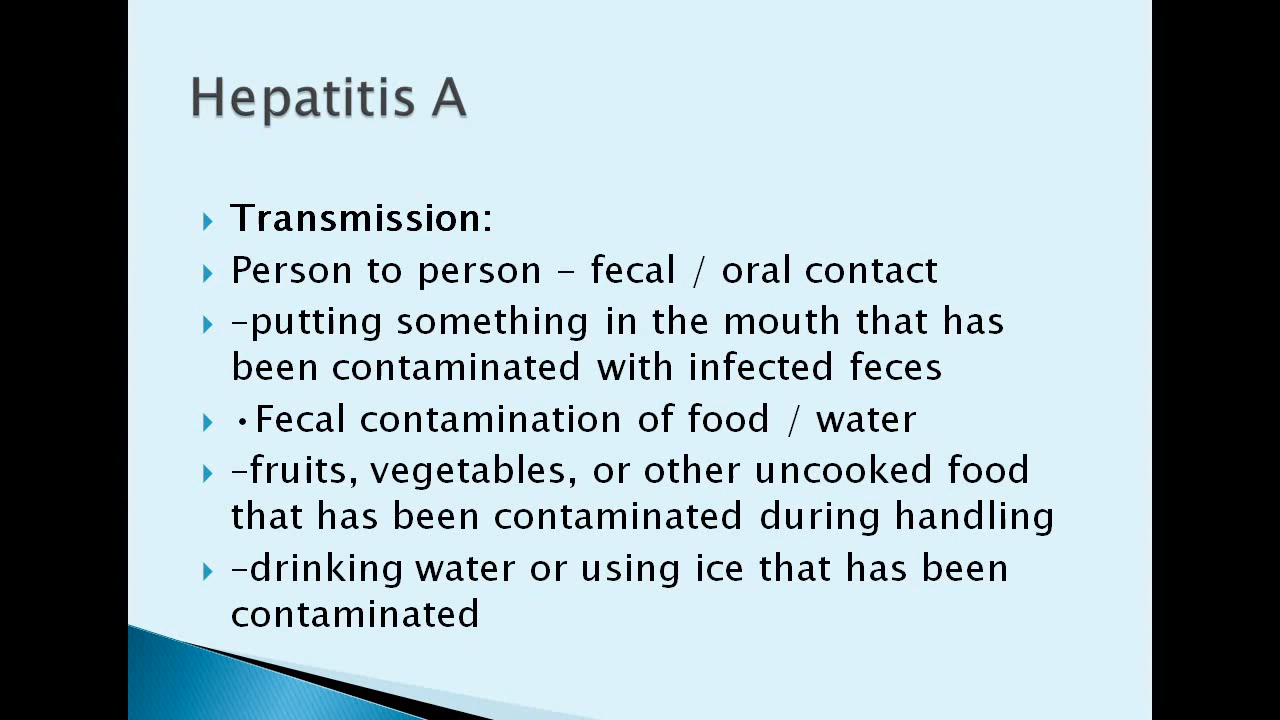 Hepatitis A
Transmission:
Person to person – fecal / oral contact
–putting something in the mouth that has
been contaminated with infected feces
•Fecal contamination of food / water
–fruits, vegetables, or other uncooked food
that has been contaminated during handling
–drinking water or using ice that has been
contaminated